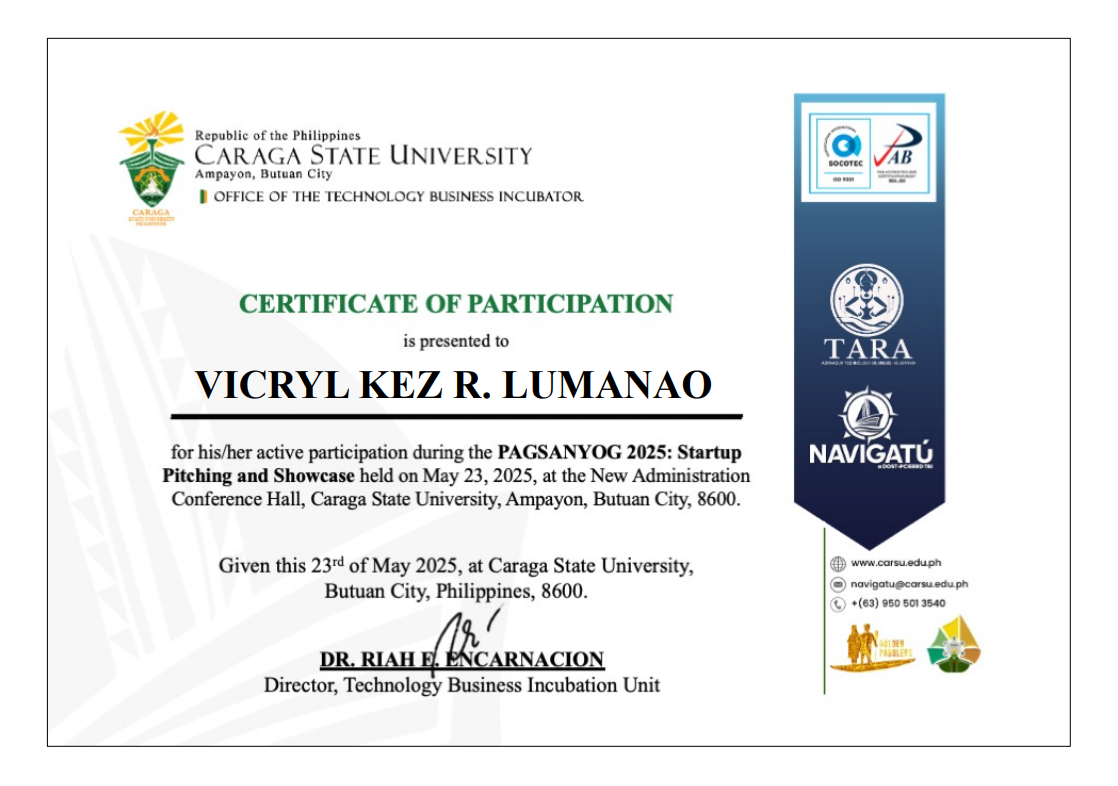 Republic of the Philippines
CARAGA STATE UNIVERSITY
Ampayon, Butuan City
OFFICE OF THE TECHNOLOGY BUSINESS INCUBATOR
CARAGA
STATE UNIVERSITY
SOCOTEC
ISO 9001
PAB
CERTIFICATE OF PARTICIPATION
is presented to
VICRYL KEZ R. LUMANAO
for his/her active participation during the PAGSANYOG 2025: Startup
Pitching and Showcase held on May 23, 2025, at the New Administration
Conference Hall, Caraga State University, Ampayon, Butuan City, 8600.
Given this 23rd of May 2025, at Caraga State University,
Butuan City, Philippines, 8600.
DR. RIAH E. ENCARNACION
Director, Technology Business Incubation Unit
TARA
NAVIGATÚ
a DOST-PCIEERD TBI
www.carsu.edu.ph
navigatu@carsu.edu.ph
+(63) 950 501 3540
GOLDEN
PADDLERS